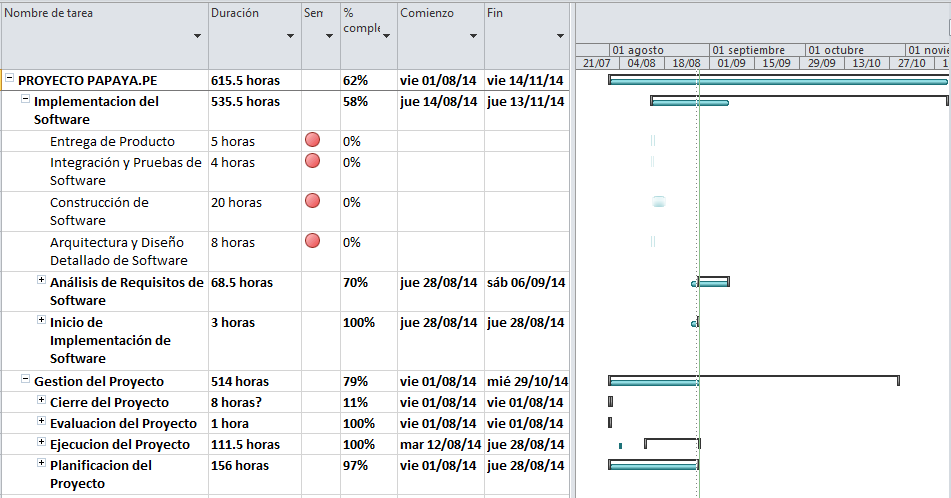 Nombre de tarea Duración Sem % comple Comienzo Fin
01 agosto 01 septiembre 01 octubre 01 novie
21/07 04/08 18/08 01/09 15/09 29/09 13/10 27/10 1
PROYECTO PAPAYA.PE 615.5 horas 62% vie 01/08/14 vie 14/11/14
Implementacion del 535.5 horas 58% jue 14/08/14 jue 13/11/14
Software
Entrega de Producto 5 horas 0%
Integración y Pruebas de 4 horas 0%
Software
Construcción de 20 horas 0%
Software
Arquitectura y Diseño 8 horas 0%
Detallado de Software
Análisis de Requisitos de 68.5 horas 70% jue 28/08/14 sáb 06/09/14
Software
Inicio de 3 horas 100% jue 28/08/14 jue 28/08/14
Implementación de
Software
Gestion del Proyecto 514 horas 79% vie 01/08/14 mié 29/10/14
Cierre del Proyecto 8 horas? 11% vie 01/08/14 vie 01/08/14
Evaluacion del Proyecto 1 hora 100% vie 01/08/14 vie 01/08/14
Ejecucion del Proyecto 111.5 horas 100% mar 12/08/14 jue 28/08/14
Planificacion del 156 horas 97% vie 01/08/14 jue 28/08/14
Proyecto